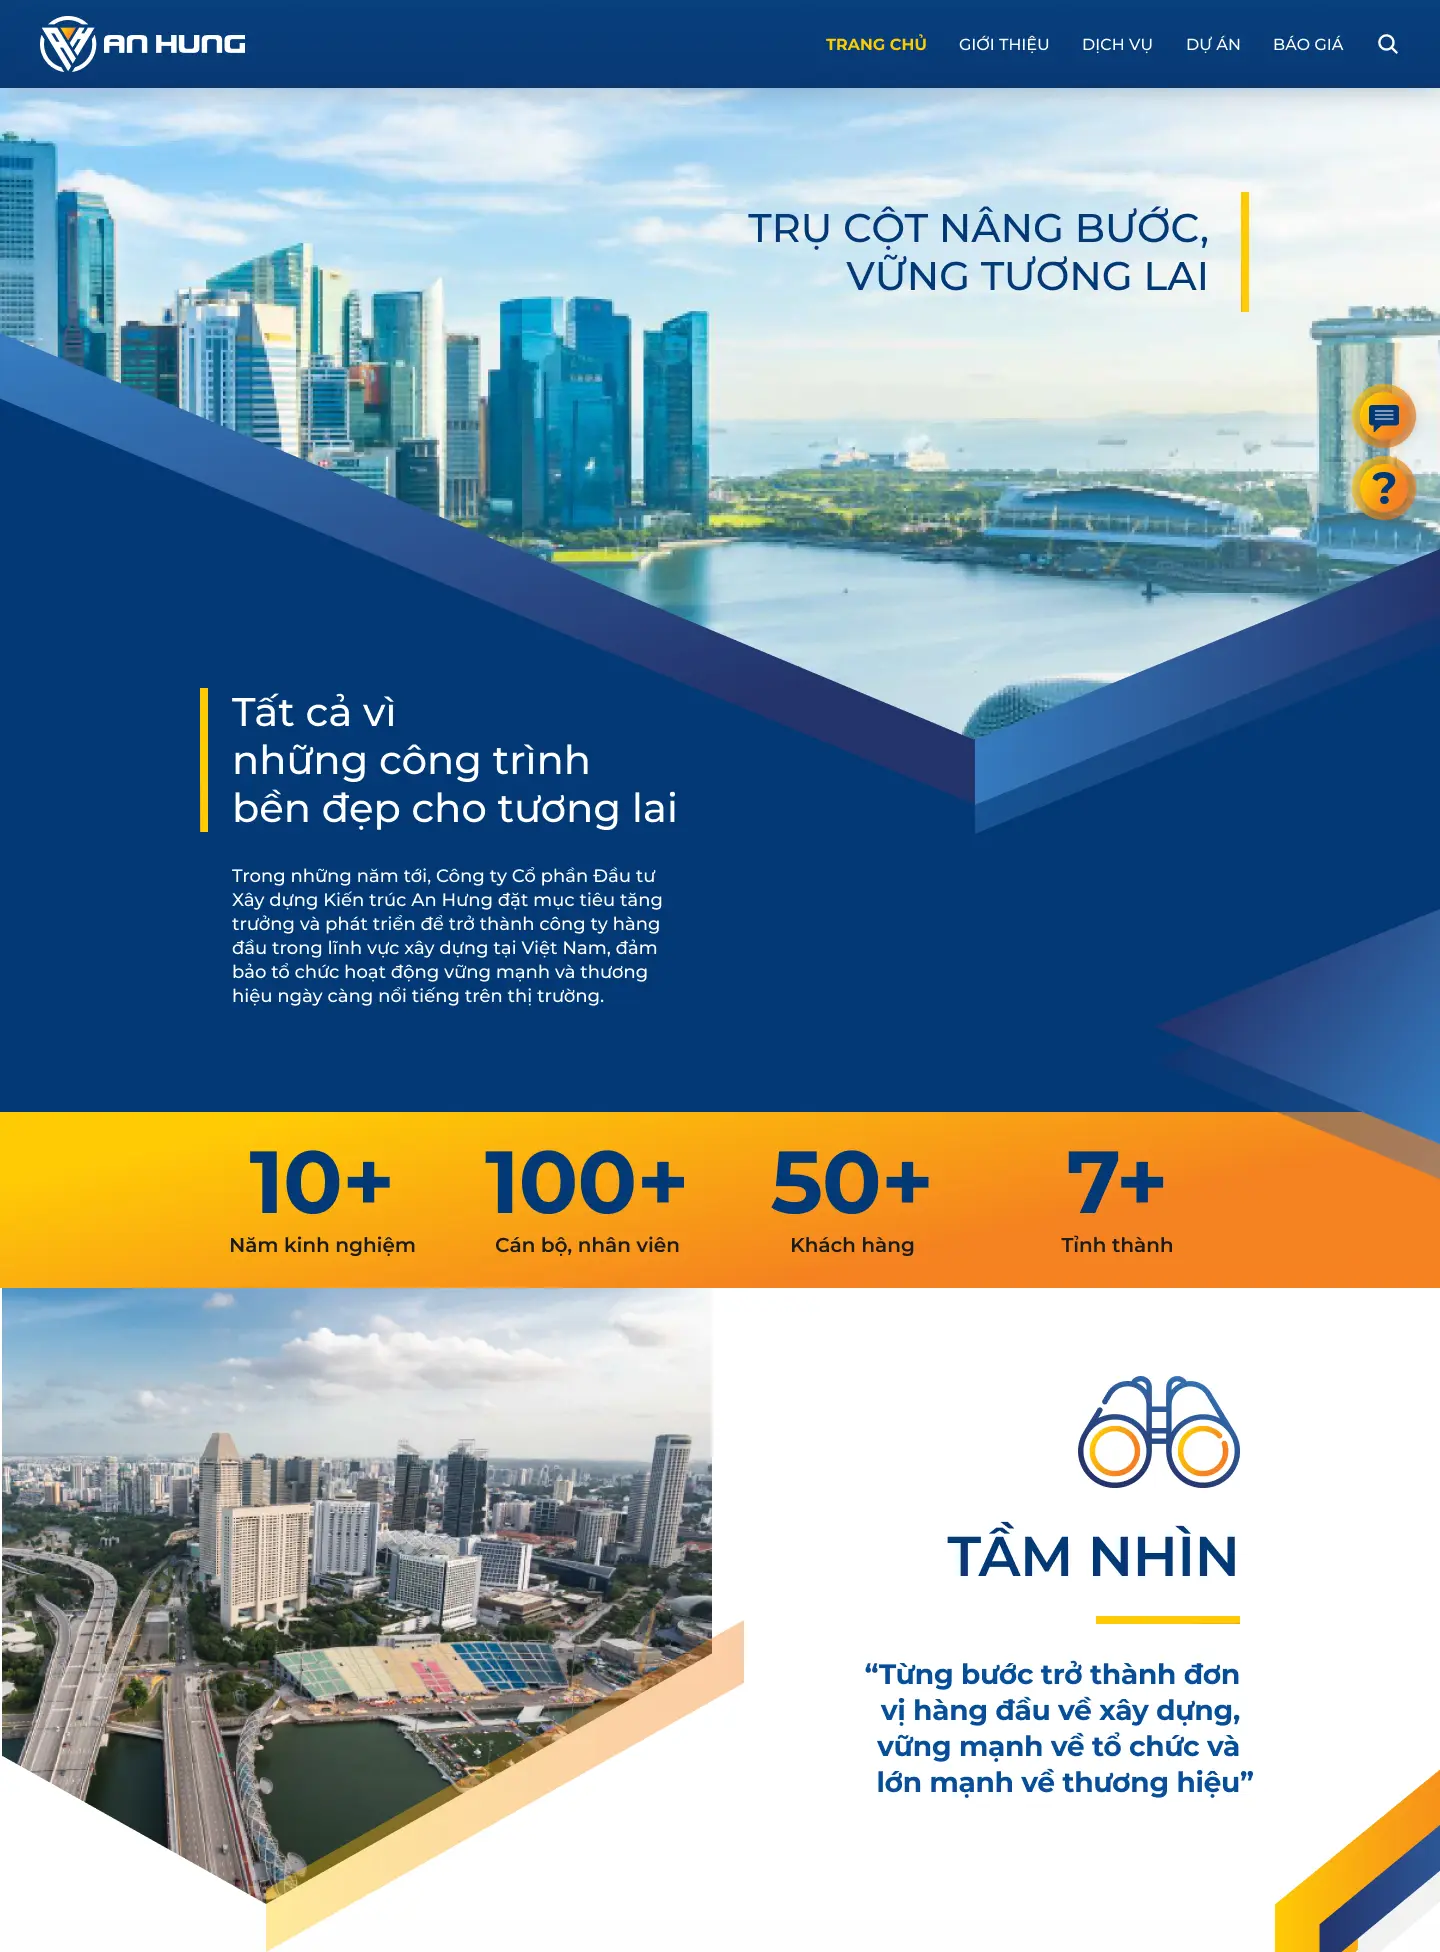 AN HUNG
TRANG CHỦ
GIỚI THIỆU
DỊCH VỤ
DỰ ÁN
BÁO GIÁ
TRỤ CỘT NÂNG BƯỚC,
VỮNG TƯƠNG LAI
?
Tất cả vì
những công trình
bền đẹp cho tương lai
Trong những năm tới, Công ty Cổ phần Đầu tư
Xây dựng Kiến trúc An Hưng đặt mục tiêu tăng
trưởng và phát triển để trở thành công ty hàng
đầu trong lĩnh vực xây dựng tại Việt Nam, đảm
bảo tổ chức hoạt động vững mạnh và thương
hiệu ngày càng nổi tiếng trên thị trường.
10+
Năm kinh nghiệm
100+
Cán bộ, nhân viên
50+
Khách hàng
7+
Tỉnh thành
TẦM NHÌN
“Từng bước trở thành đơn
vị hàng đầu về xây dựng,
vững mạnh về tổ chức và
lớn mạnh về thương hiệu”